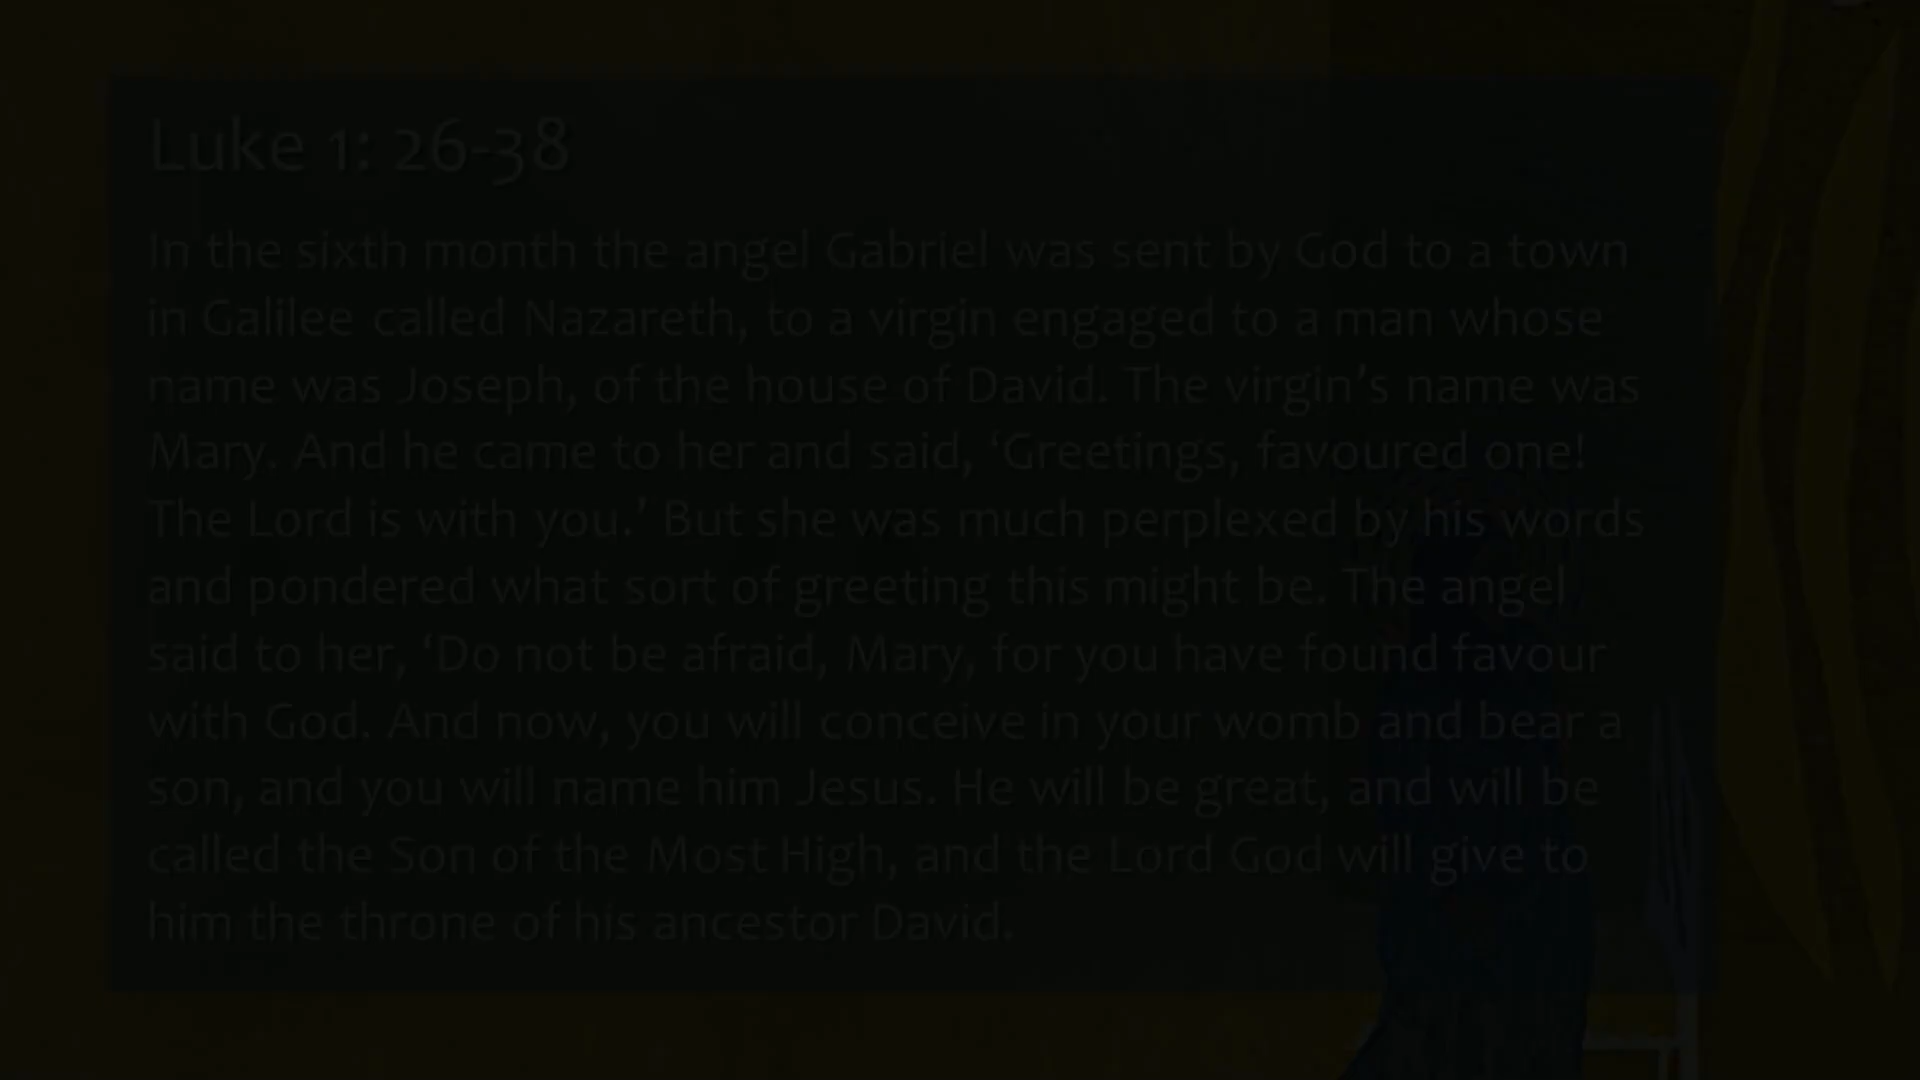 Luke 1: 26-38
In the sixth month the angel Gabriel was sent by God to a town
in Galilee called Nazareth, to a virgin engaged to a man whose
name was Joseph, of the house of David. The virgin’s name was
Mary. And he came to her and said, ‘Greetings, favoured one!
The Lord is with you.’ But she was much perplexed by his words
and pondered what sort of greeting this might be. The angel
said to her, ‘Do not be afraid, Mary, for you have found favour
with God. And now, you will conceive in your womb and bear a
son, and you will name him Jesus. He will be great, and will be
called the Son of the Most High, and the Lord God will give to
him the throne of his ancestor David.